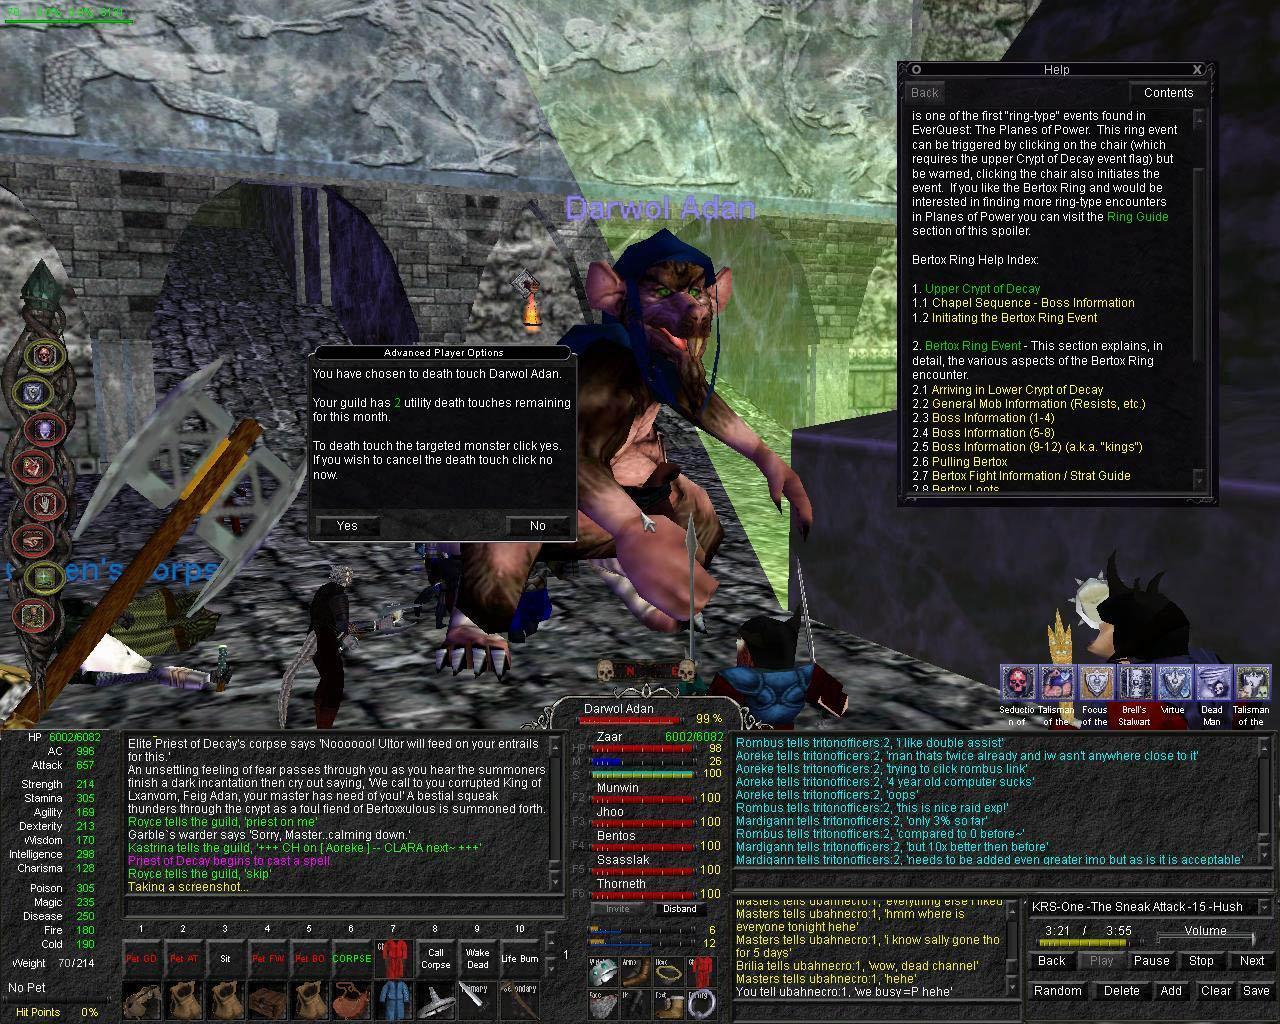 Darwol Adan
Help
Back
Contents
is one of the first "ring-type" events found in
EverQuest: The Planes of Power. This ring event
can be triggered by clicking on the chair (which
requires the upper Crypt of Decay event flag) but
be warned, clicking the chair also initiates the
event. If you like the Bertox Ring and would be
interested in finding more ring-type encounters
in Planes of Power you can visit the Ring Guide
section of this spoiler.
Bertox Ring Help Index:
1. Upper Crypt of Decay
1.1 Chapel Sequence - Boss Information
1.2 Initiating the Bertox Ring Event
2. Bertox Ring Event - This section explains, in
detail, the various aspects of the Bertox Ring
encounter.
2.1 Arriving in Lower Crypt of Decay
2.2 General Mob Information (Resists, etc.)
2.3 Boss Information (1-4)
2.4 Boss Information (5-8)
2.5 Boss Information (9-12) (a.k.a. "kings")
2.6 Pulling Bertox
2.7 Bertox Fight Information / Strat Guide
2.8 Bertox Loots
Advanced Player Options
You have chosen to death touch Darwol Adan.
Your guild has 2 utility death touches remaining
for this month.
To death touch the targeted monster click yes.
If you wish to cancel the death touch click no
now.
Yes
No
Seductio
n of
Talisman
of the
Focus
of the
Brell's
Stalwart
Virtue
Dead
Man
Talisman
of the
HP 6002/6082
AC 996
Attack 657
Strength 214
Stamina 305
Agility 169
Dexterity 213
Wisdom 170
Intelligence 298
Charisma 128
Poison 305
Magic 235
Disease 250
Fire 180
Cold 190
Weight 70/214
No Pet
Hit Points 0%
Elite Priest of Decay's corpse says 'Noooooo! Ultor will feed on your entrails
for this.
An unsettling feeling of fear passes through you as you hear the summoners
finish a dark incantation then cry out saying, 'We call to you corrupted King of
Lxanvom, Feig Adan, your master has need of you!' A bestial squeak
thunders through the crypt as a foul fiend of Bertoxxulous is summoned forth.
Royce tells the guild, 'priest on me'
Garble`s warder says 'Sorry, Master..calming down.'
Kastrina tells the guild, '+++ CH on [ Aoreke ] -- CLARA next~ +++'
Priest of Decay begins to cast a spell.
Royce tells the guild, 'skip'
Taking a screenshot...
1 2 3 4 5 6 7 8 9 10
Pet GD
Pet AT
Sit
Pet FW
Pet BO
CORPSE
Call
Corpse
Wake
Dead
Life Burn
1
N
E
Darwol Adan
99 %
Zaar 6002/6082
98
26
100
Munwin
F2 100
Jhoo
F3 100
Bentos
F4 100
Ssasslak
F5 100
Thorneth
F6 100
Invite
Disband
6
12
Rombus tells tritonofficers:2, 'i like double assist'
Aoreke tells tritonofficers:2, 'man thats twice already and iw asn't anywhere close to it'
Aoreke tells tritonofficers:2, 'trying to click rombus link'
Aoreke tells tritonofficers:2, '4 year old computer sucks'
Aoreke tells tritonofficers:2, 'oops'
Rombus tells tritonofficers:2, 'this is nice raid exp!'
Mardigann tells tritonofficers:2, 'only 3% so far'
Rombus tells tritonofficers:2, 'compared to 0 before~'
Mardigann tells tritonofficers:2, 'but 10x better then before'
Mardigann tells tritonofficers:2, 'needs to be added even greater imo but as is it is acceptable'
Masters tells ubahnecro:1, 'everything else i liked
Masters tells ubahnecro:1, 'hmm where is
everyone tonight hehe'
Masters tells ubahnecro:1, 'i know sally gone tho
for 5 days'
Brilia tells ubahnecro:1, 'wow, dead channel'
Masters tells ubahnecro:1, 'hehe'
You tell ubahnecro:1, 'we busy =P hehe'
KRS-One -The Sneak Attack -15 -Hush
3:21 / 3:55
Volume
Back
Play
Pause
Stop
Next
Random
Delete
Add
Clear
Save